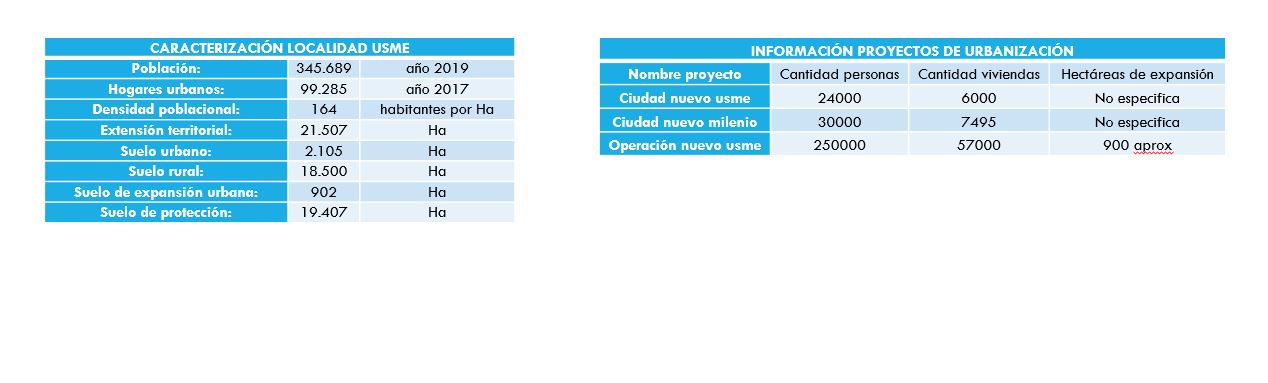 CARACTERIZACIÓN LOCALIDAD USME
Población: 345.689 año 2019
Hogares urbanos: 99.285 año 2017
Densidad poblacional: 164 habitantes por Ha
Extensión territorial: 21.507 Ha
Suelo urbano: 2.105 Ha
Suelo rural: 18.500 Ha
Suelo de expansión urbana: 902 Ha
Suelo de protección: 19.407 Ha
INFORMACIÓN PROYECTOS DE URBANIZACIÓN
Nombre proyecto Cantidad personas Cantidad viviendas Hectáreas de expansión
Ciudad nuevo usme 24000 6000 No especifica
Ciudad nuevo milenio 30000 7495 No especifica
Operación nuevo usme 250000 57000 900 aprox